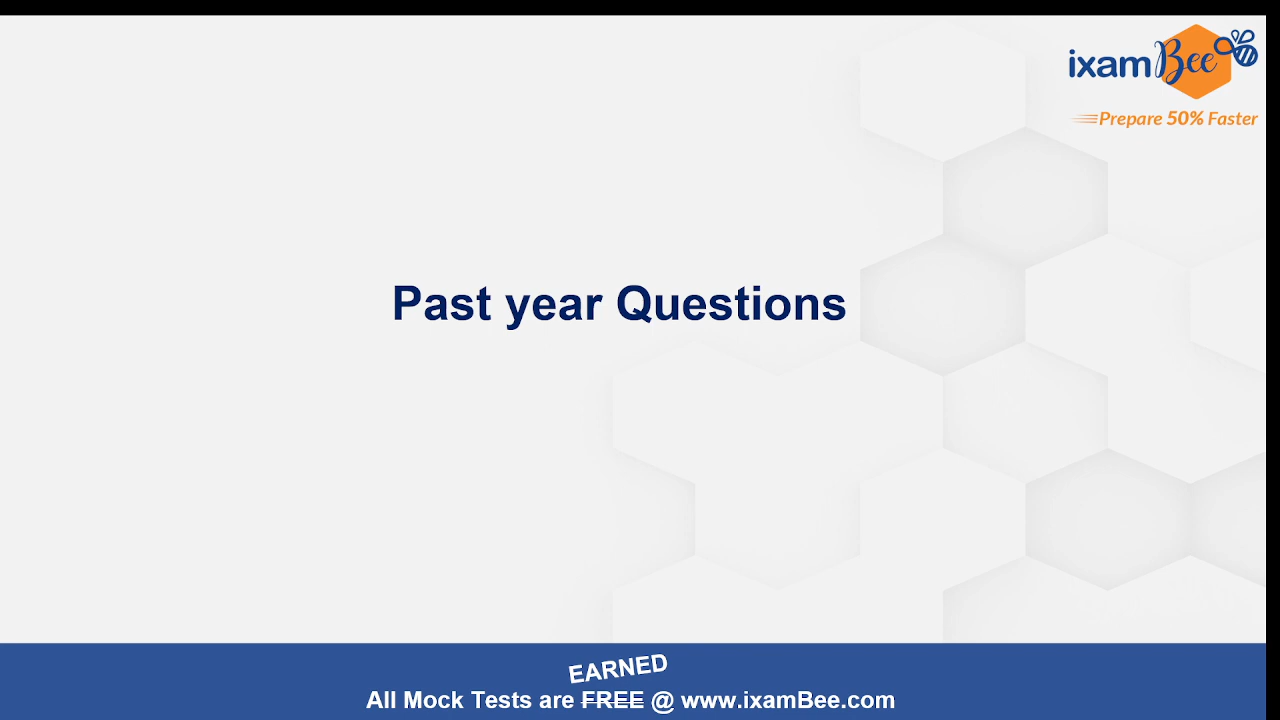 ixamBee
Prepare 50% Faster
Past year Questions
EARNED
All Mock Tests are FREE @ www.ixamBee.com